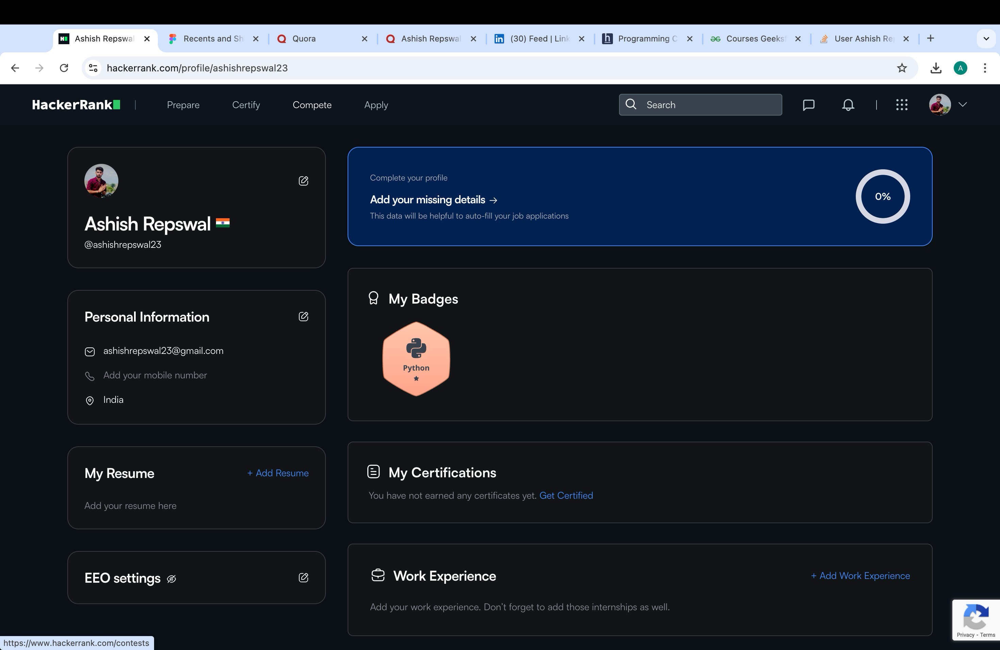 Ashish Repswal
Recents and Sh
Quora
Ashish Repswal
(30) Feed | Link
Programming C
Courses Geeks
User Ashish Re
hackerrank.com/profile/ashishrepswal23
A
HackerRank
Prepare
Certify
Compete
Apply
Search
Ashish Repswal
@ashishrepswal23
Complete your profile
Add your missing details →
This data will be helpful to auto-fill your job applications
0%
Personal Information
ashishrepswal23@gmail.com
Add your mobile number
India
My Badges
Python
My Resume
+ Add Resume
Add your resume here
My Certifications
You have not earned any certificates yet. Get Certified
EEO settings
Work Experience
+ Add Work Experience
Add your work experience. Don’t forget to add those internships as well.
Privacy - Terms
https://www.hackerrank.com/contests